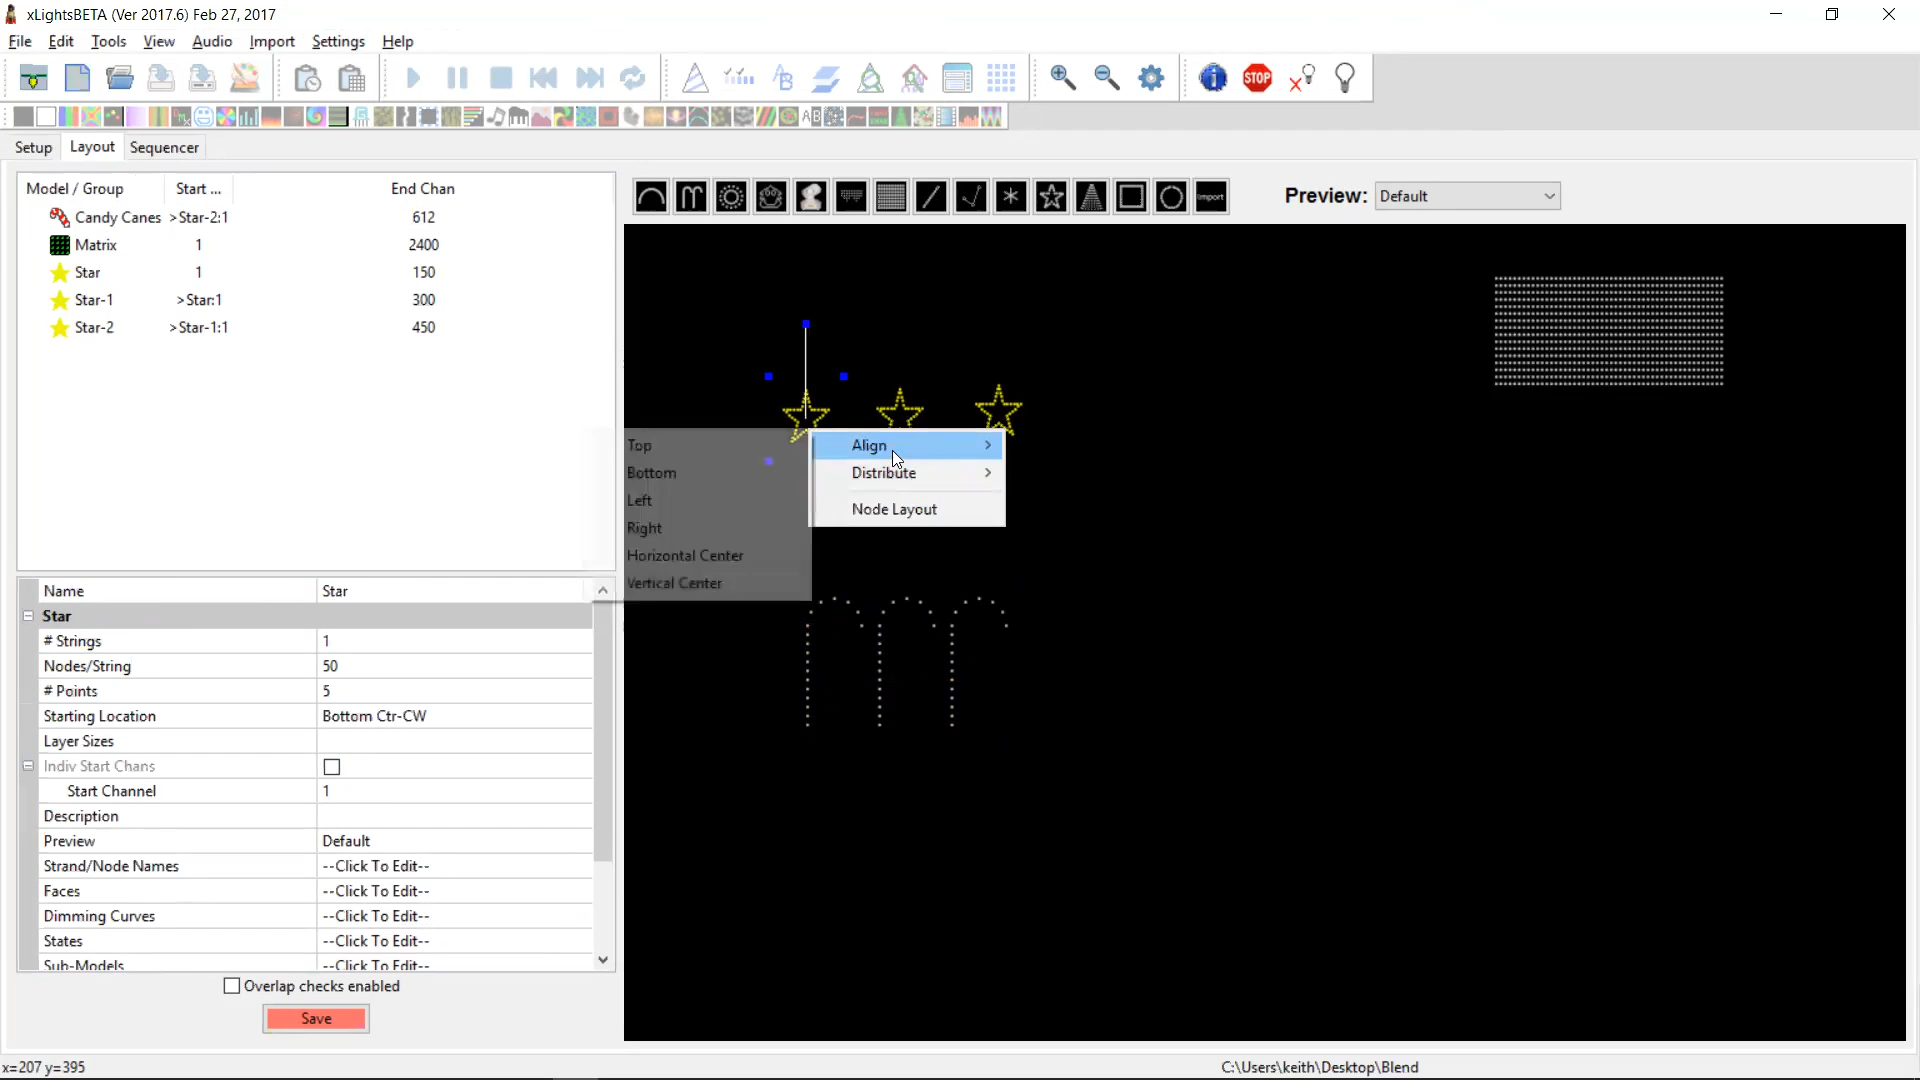 xLightsBETA (Ver 2017.6) Feb 27, 2017
File Edit Tools View Audio Import Settings Help
STOP
Setup Layout Sequencer
Model / Group Start ... End Chan
Candy Canes >Star-2:1 612
Matrix 1 2400
Star 1 150
Star-1 >Star:1 300
Star-2 >Star-1:1 450
Import
Preview: Default
Top
Bottom
Left
Right
Horizontal Center
Vertical Center
Align
Distribute
Node Layout
Name Star
Star
# Strings 1
Nodes/String 50
# Points 5
Starting Location Bottom Ctr-CW
Layer Sizes
Indiv Start Chans
Start Channel 1
Description
Preview Default
Strand/Node Names --Click To Edit--
Faces --Click To Edit--
Dimming Curves --Click To Edit--
States --Click To Edit--
Sub-Models --Click To Edit--
Overlap checks enabled
Save
x=207 y=395 C:\Users\keith\Desktop\Blend